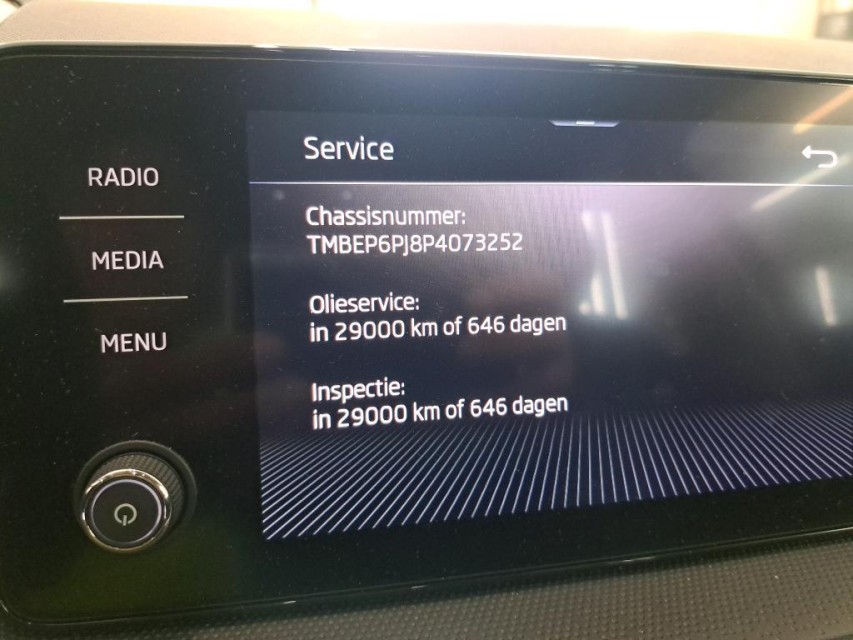 Service
RADIO
MEDIA
MENU
Chassisnummer:
TMBEP6PJ8P4073252
Olieservice:
in 29000 km of 646 dagen
Inspectie:
in 29000 km of 646 dagen